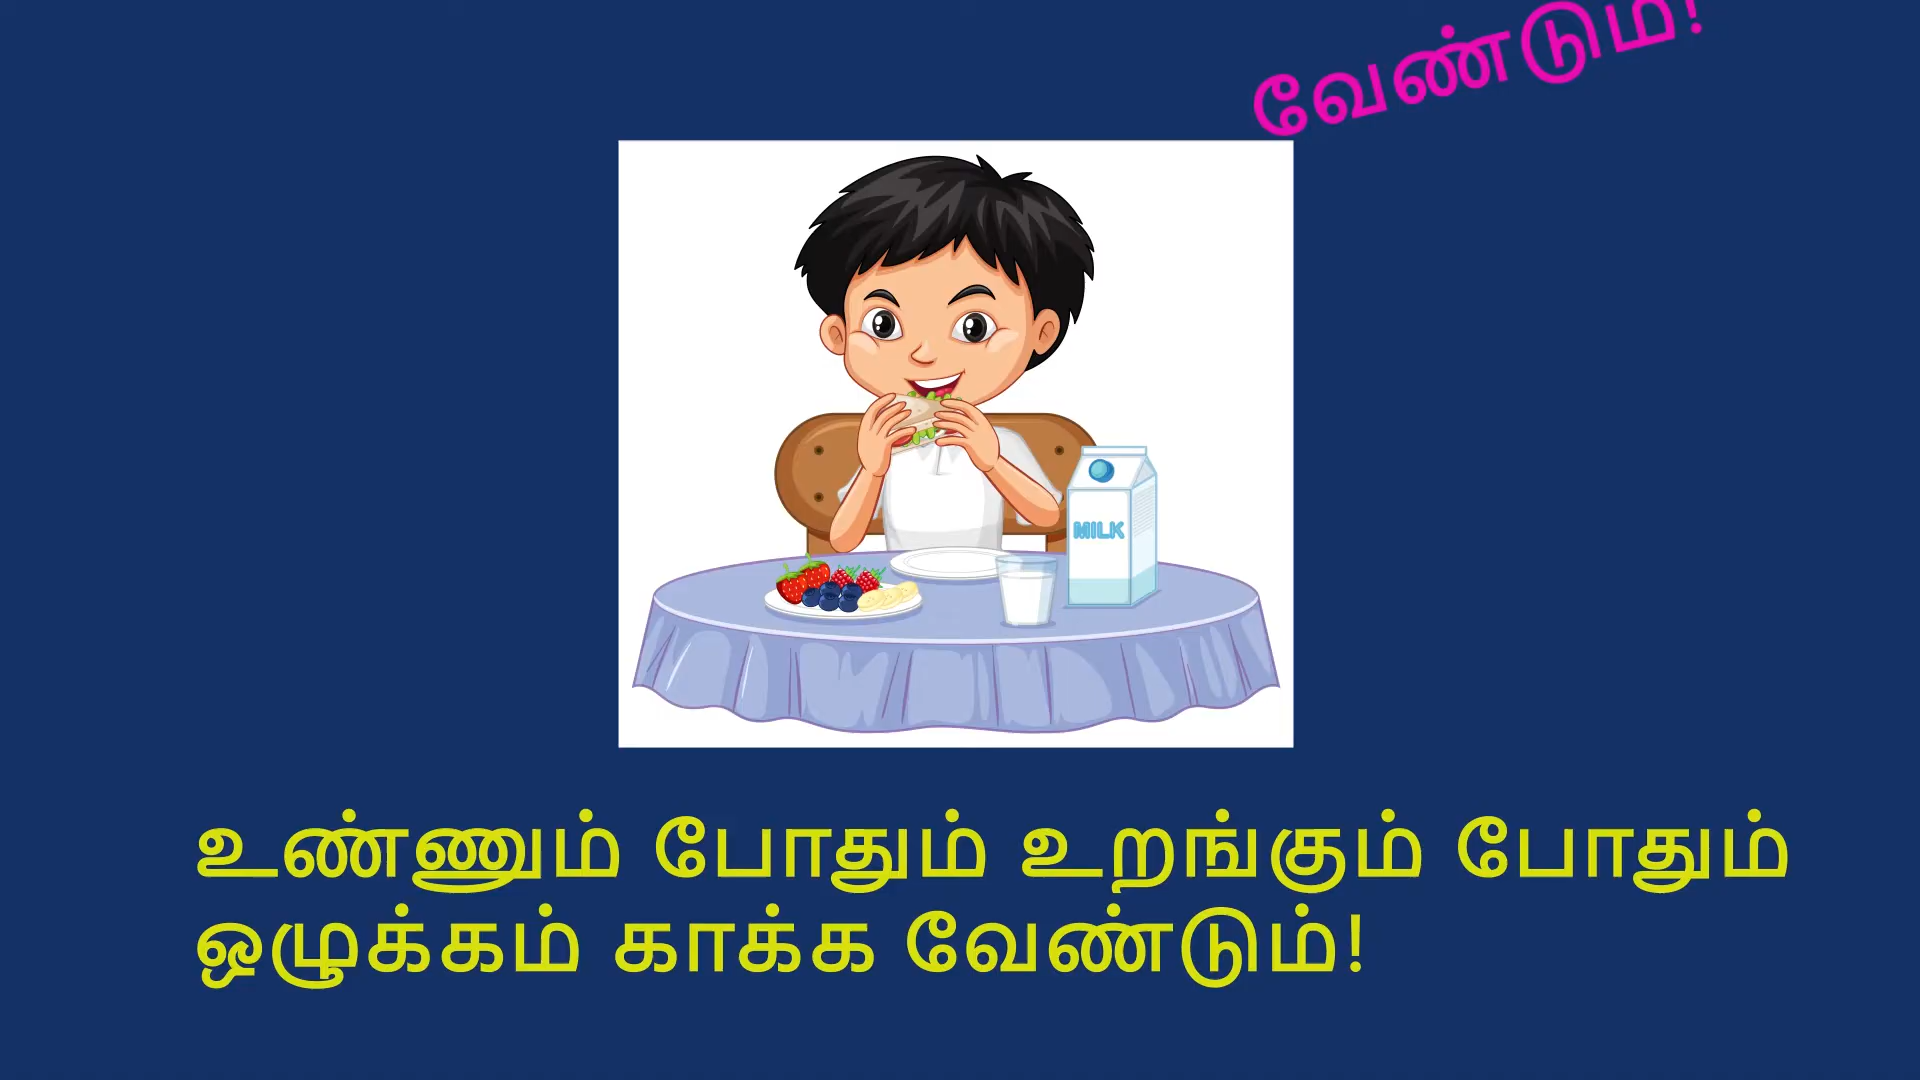 வேண்டும்!
MILK
உண்ணும் போதும் உறங்கும் போதும்
ஒழுக்கம் காக்க வேண்டும்!